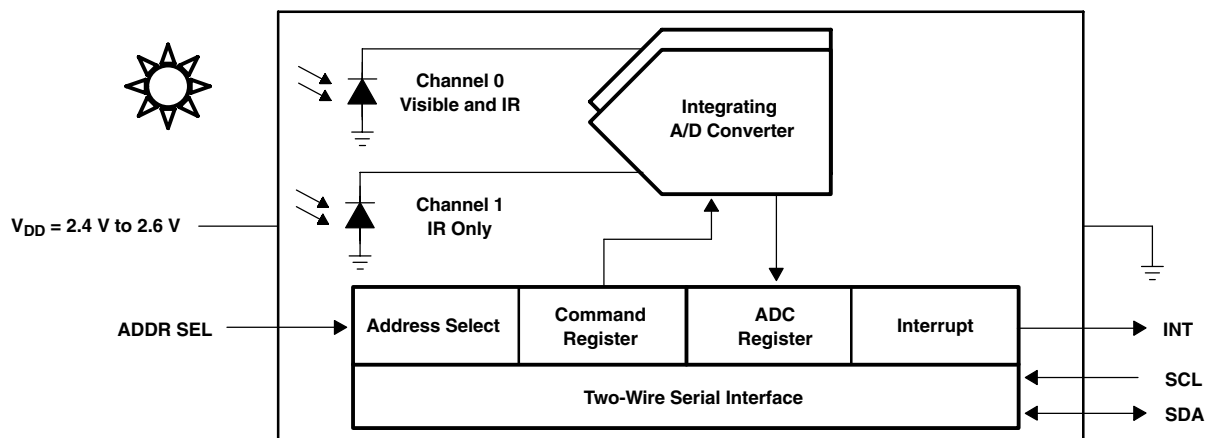 Channel 0
Visible and IR
Integrating
A/D Converter
Channel 1
IR Only
VDD = 2.4 V to 2.6 V
ADDR SEL
Address Select
Command
Register
ADC
Register
Interrupt
INT
Two-Wire Serial Interface
SCL
SDA